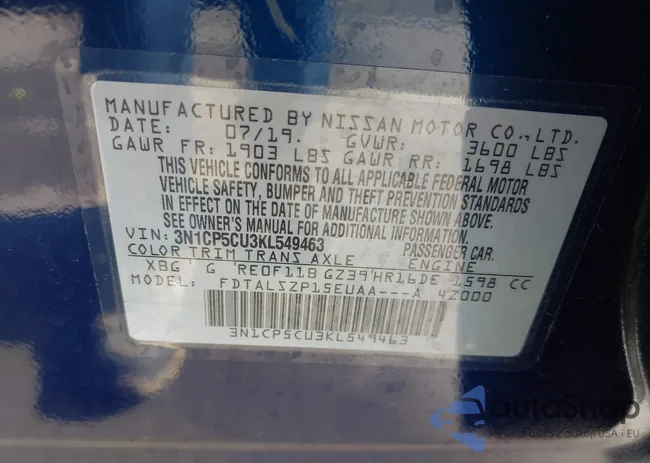 MANUFACTURED BY NISSAN MOTOR CO., LTD.
DATE: 07/19. GVWR: 3600 LBS
GAWR FR: 1903 LBS GAWR RR: 1698 LBS
THIS VEHICLE CONFORMS TO ALL APPLICABLE FEDERAL MOTOR
VEHICLE SAFETY, BUMPER AND THEFT PREVENTION STANDARDS
IN EFFECT ON THE DATE OF MANUFACTURE SHOWN ABOVE.
SEE OWNER'S MANUAL FOR ADDITIONAL INFORMATION.
VIN: 3N1CP5CU3KL549463 PASSENGER CAR.
COLOR TRIM TRANS AXLE ENGINE
XBG G RE0F11B GZ39 HR16DE 1598 CC
MODEL: FDTALSZP15EUAA---A 42000
3N1CP5CU3KL549463
autaShop